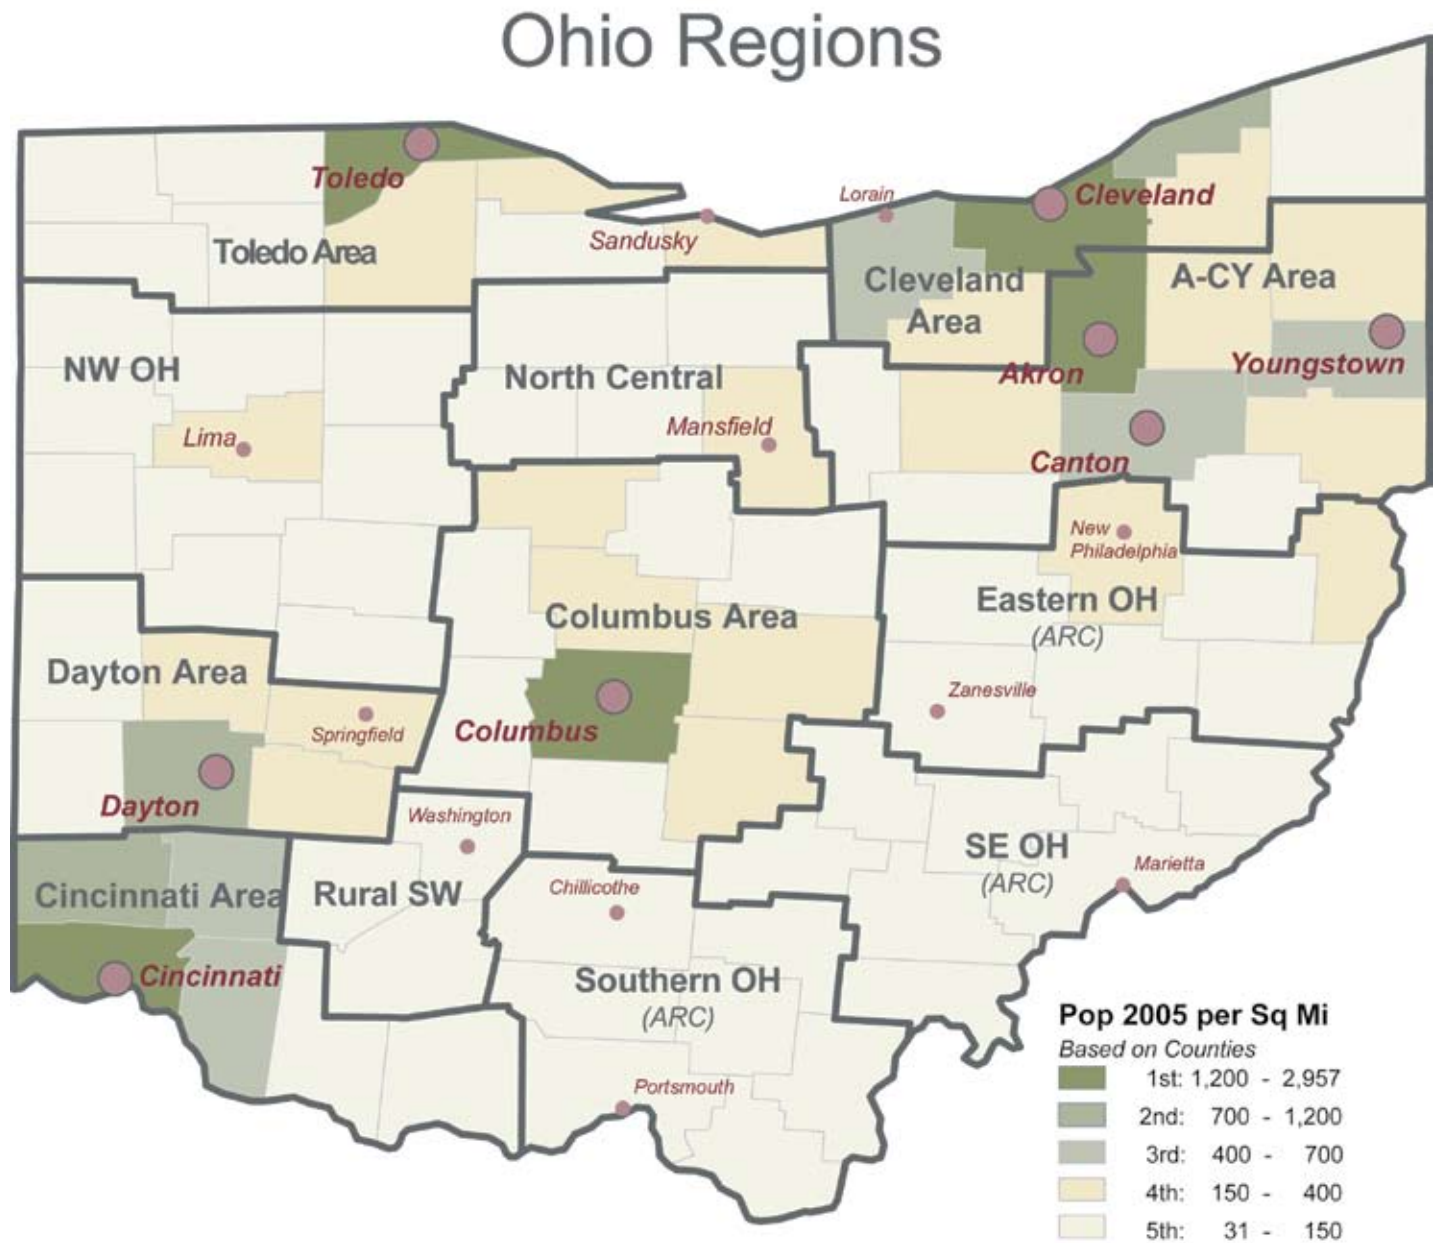 Ohio Regions
Toledo
Toledo Area
Sandusky
Lorain
Cleveland
Cleveland
Area
A-CY Area
Akron
Youngstown
Canton
NW OH
Lima
North Central
Mansfield
New
Philadelphia
Eastern OH
(ARC)
Zanesville
Columbus Area
Columbus
Dayton Area
Springfield
Dayton
Washington
Cincinnati Area
Rural SW
Cincinnati
Chillicothe
Southern OH
(ARC)
Portsmouth
SE OH
(ARC)
Marietta
Pop 2005 per Sq Mi
Based on Counties
1st: 1,200 - 2,957
2nd: 700 - 1,200
3rd: 400 - 700
4th: 150 - 400
5th: 31 - 150